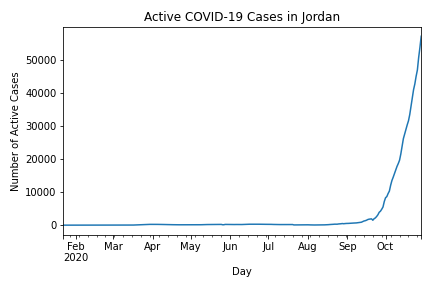 Active COVID-19 Cases in Jordan
Number of Active Cases
50000
40000
30000
20000
10000
0
Feb Mar Apr May Jun Jul Aug Sep Oct
2020
Day